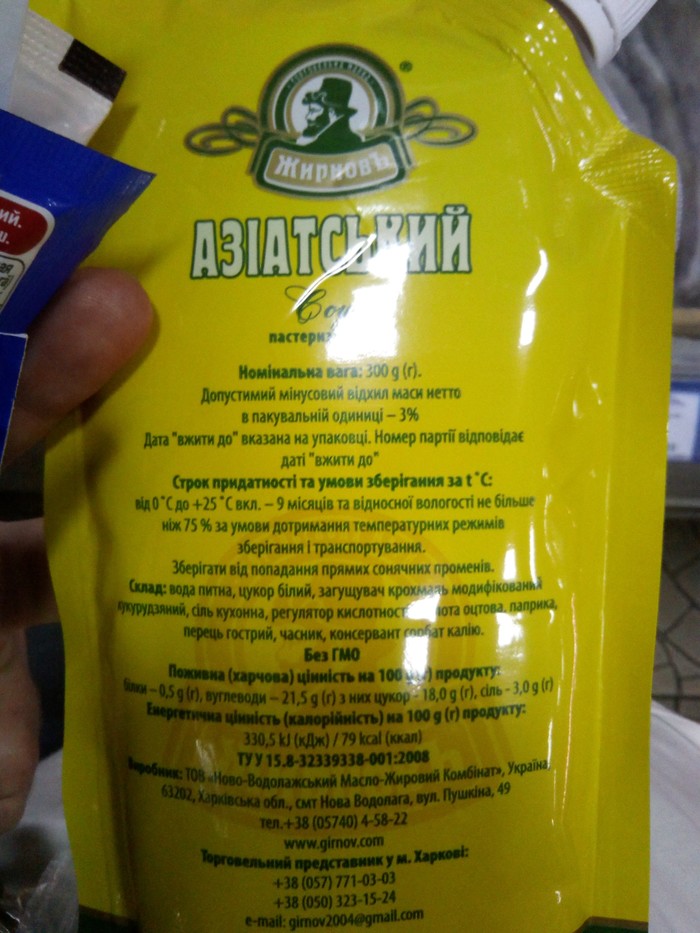 ЖирновЪ
®
АЗІАТСЬКИЙ
Номінальна вага: 300 g (г).
Допустимий мінусовий відхил маси нетто
в пакувальній одиниці – 3%
Дата "вжити до" вказана на упаковці. Номер партії відповідає
даті "вжити до"
Строк придатності та умови зберігання за t ˚C:
від 0 ˚C до +25 ˚C вкл. – 9 місяців та відносної вологості не більше
ніж 75 % за умови дотримання температурних режимів
зберігання і транспортування.
Зберігати від попадання прямих сонячних променів.
Склад: вода питна, цукор білий, загущувач крохмаль модифікований
кукурудзяний, сіль кухонна, регулятор кислотності оцтова, паприка,
перець гострий, часник, консервант сорбат калію.
Без ГМО
Поживна (харчова) цінність на 100 g (г) продукту:
білки – 0,5 g (г), вуглеводи – 21,5 g (г) з них цукор - 18,0 g (г), сіль - 3,0 g (г)
Енергетична цінність (калорійність) на 100 g (г) продукту:
330,5 kJ (кДж) / 79 kcal (ккал)
ТУ У 15.8-32339338-001:2008
Виробник: ТОВ «Ново-Водолажський Масло-Жировий Комбінат», Україна,
63202, Харківська обл., смт Нова Водолага, вул. Пушкіна, 49
тел.+38 (05740) 4-58-22
www.girnov.com
Торговельний представник у м. Харкові:
+38 (057) 771-03-03
+38 (050) 323-15-24
e-mail: girnov2004@gmail.com